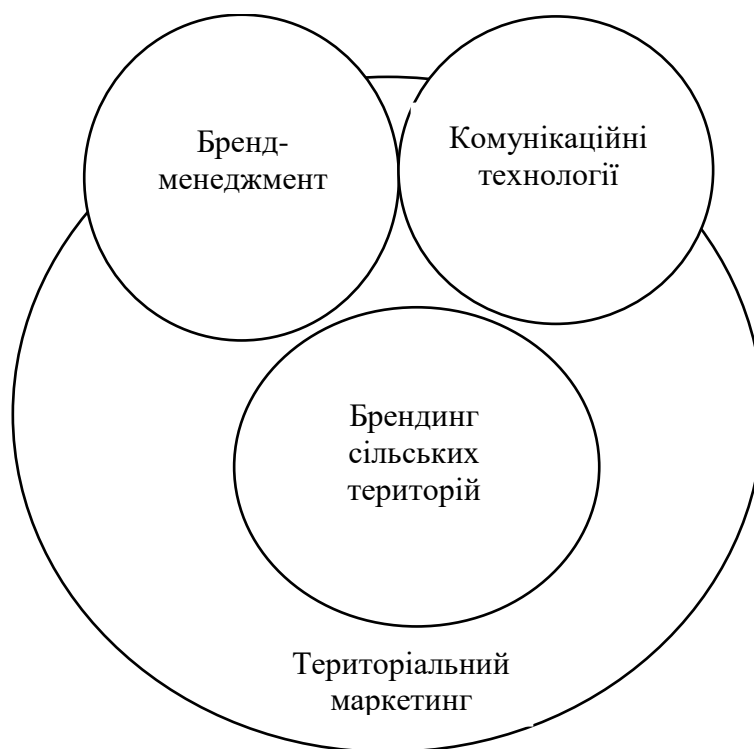 Бренд-
менеджмент
Комунікаційні
технології
Брендинг
сільських
територій
Територіальний
маркетинг